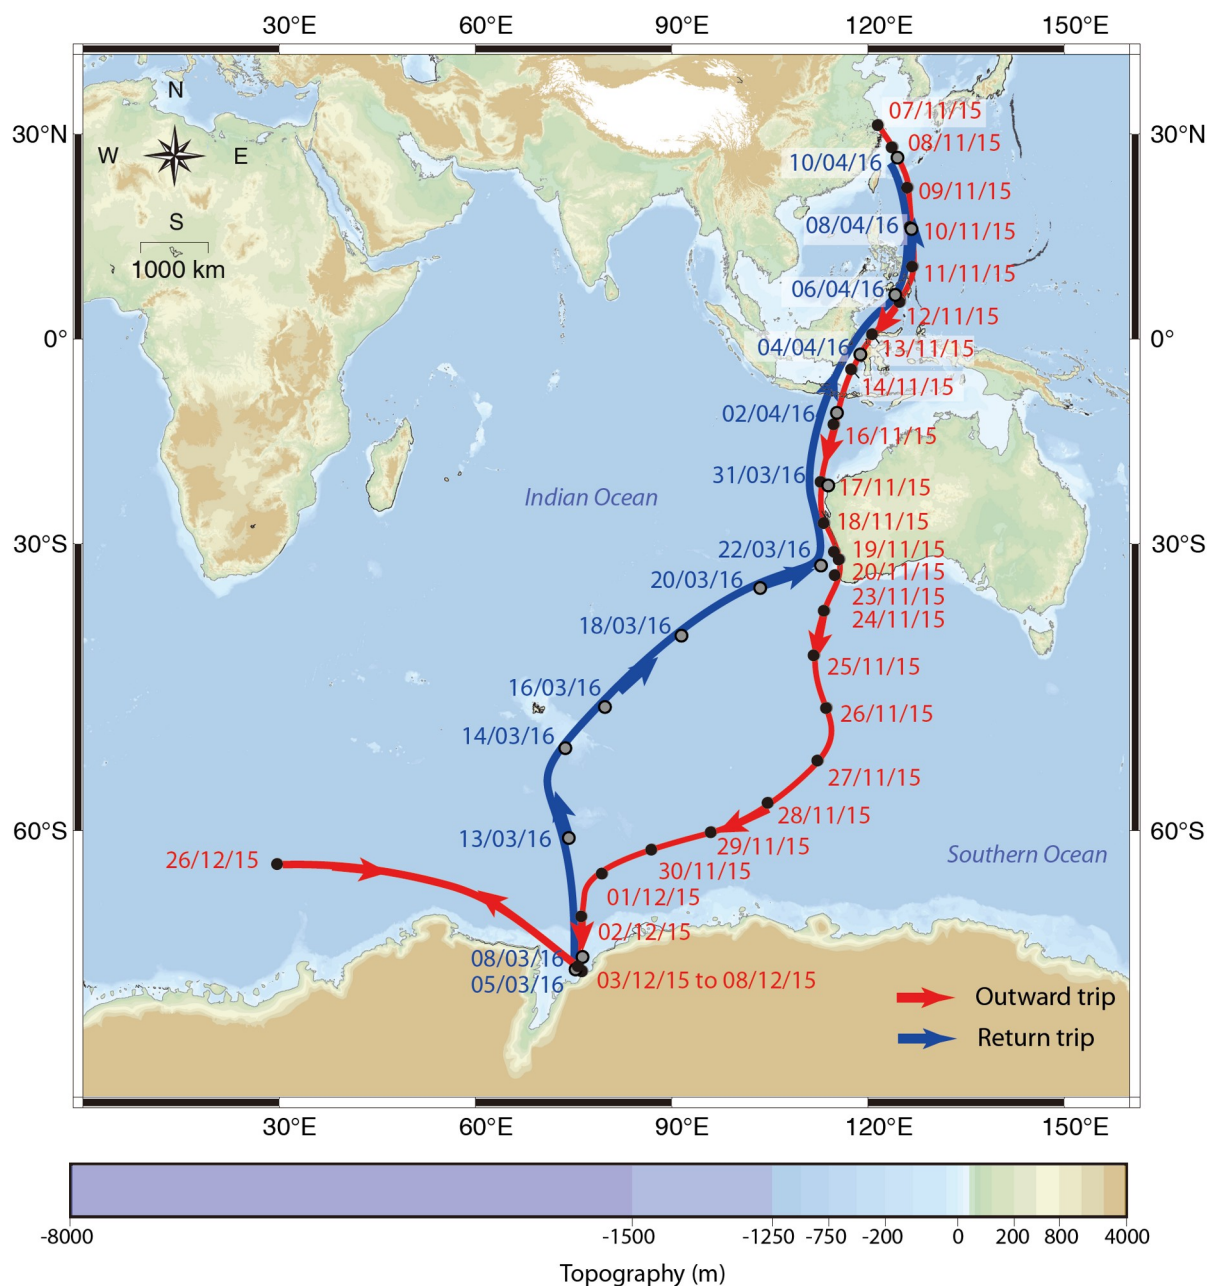 30°E 60°E 90°E 120°E 150°E
N
W E
S
1000 km
30°N 30°N
0° 0°
30°S 30°S
60°S 60°S
07/11/15
08/11/15
10/04/16
09/11/15
08/04/16 10/11/15
11/11/15
06/04/16
12/11/15
04/04/16 13/11/15
14/11/15
02/04/16
16/11/15
31/03/16
17/11/15
Indian Ocean
18/11/15
22/03/16 19/11/15
20/03/16 20/11/15
23/11/15
24/11/15
18/03/16
25/11/15
16/03/16
26/11/15
14/03/16
27/11/15
28/11/15
13/03/16
29/11/15
Southern Ocean
26/12/15
30/11/15
01/12/15
02/12/15
08/03/16
05/03/16
03/12/15 to 08/12/15
Outward trip
Return trip
30°E 60°E 90°E 120°E 150°E
-8000 -1500 -1250 -750 -200 0 200 800 4000
Topography (m)